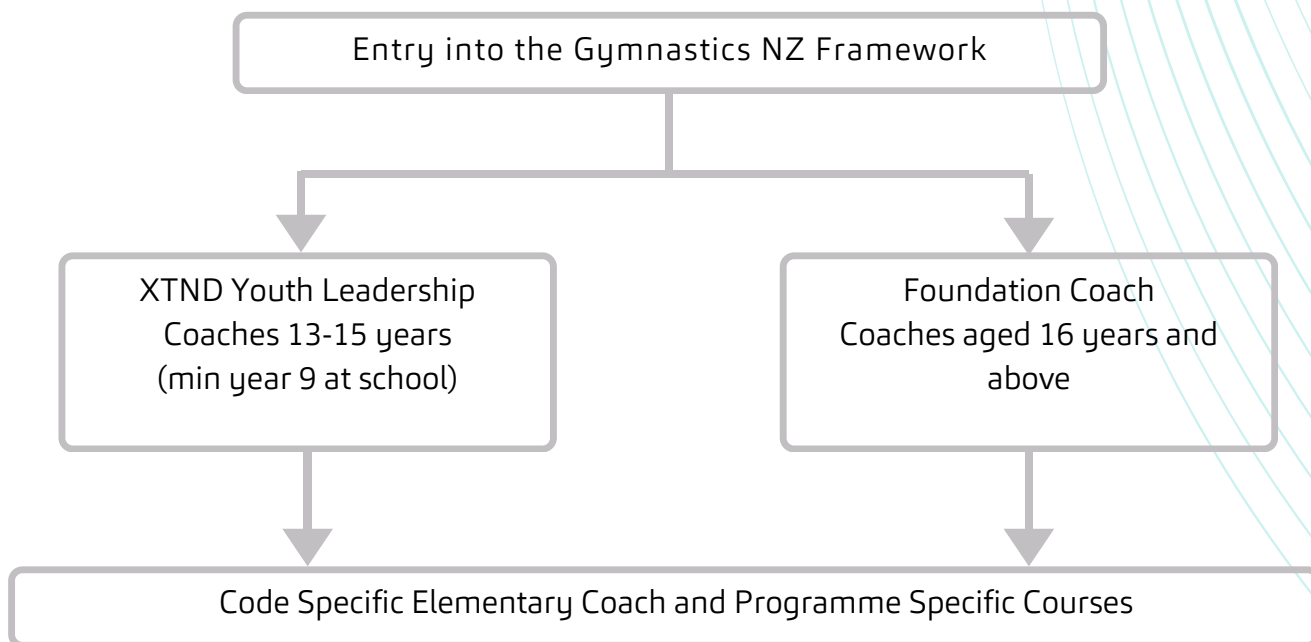 Entry into the Gymnastics NZ Framework
XTND Youth Leadership
Coaches 13-15 years
(min year 9 at school)
Foundation Coach
Coaches aged 16 years and
above
Code Specific Elementary Coach and Programme Specific Courses